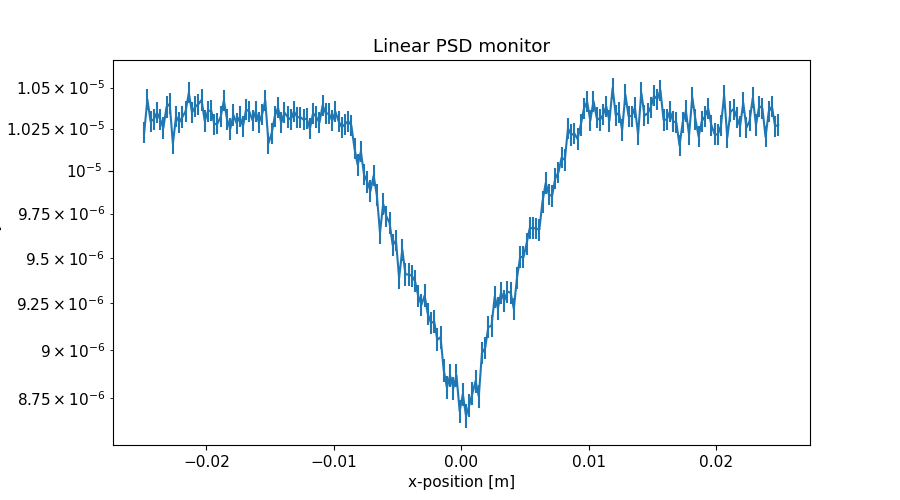 Linear PSD monitor
1.05 × 10⁻⁵
1.025 × 10⁻⁵
10⁻⁵
9.75 × 10⁻⁶
9.5 × 10⁻⁶
9.25 × 10⁻⁶
9 × 10⁻⁶
8.75 × 10⁻⁶
−0.02 −0.01 0.00 0.01 0.02
x-position [m]